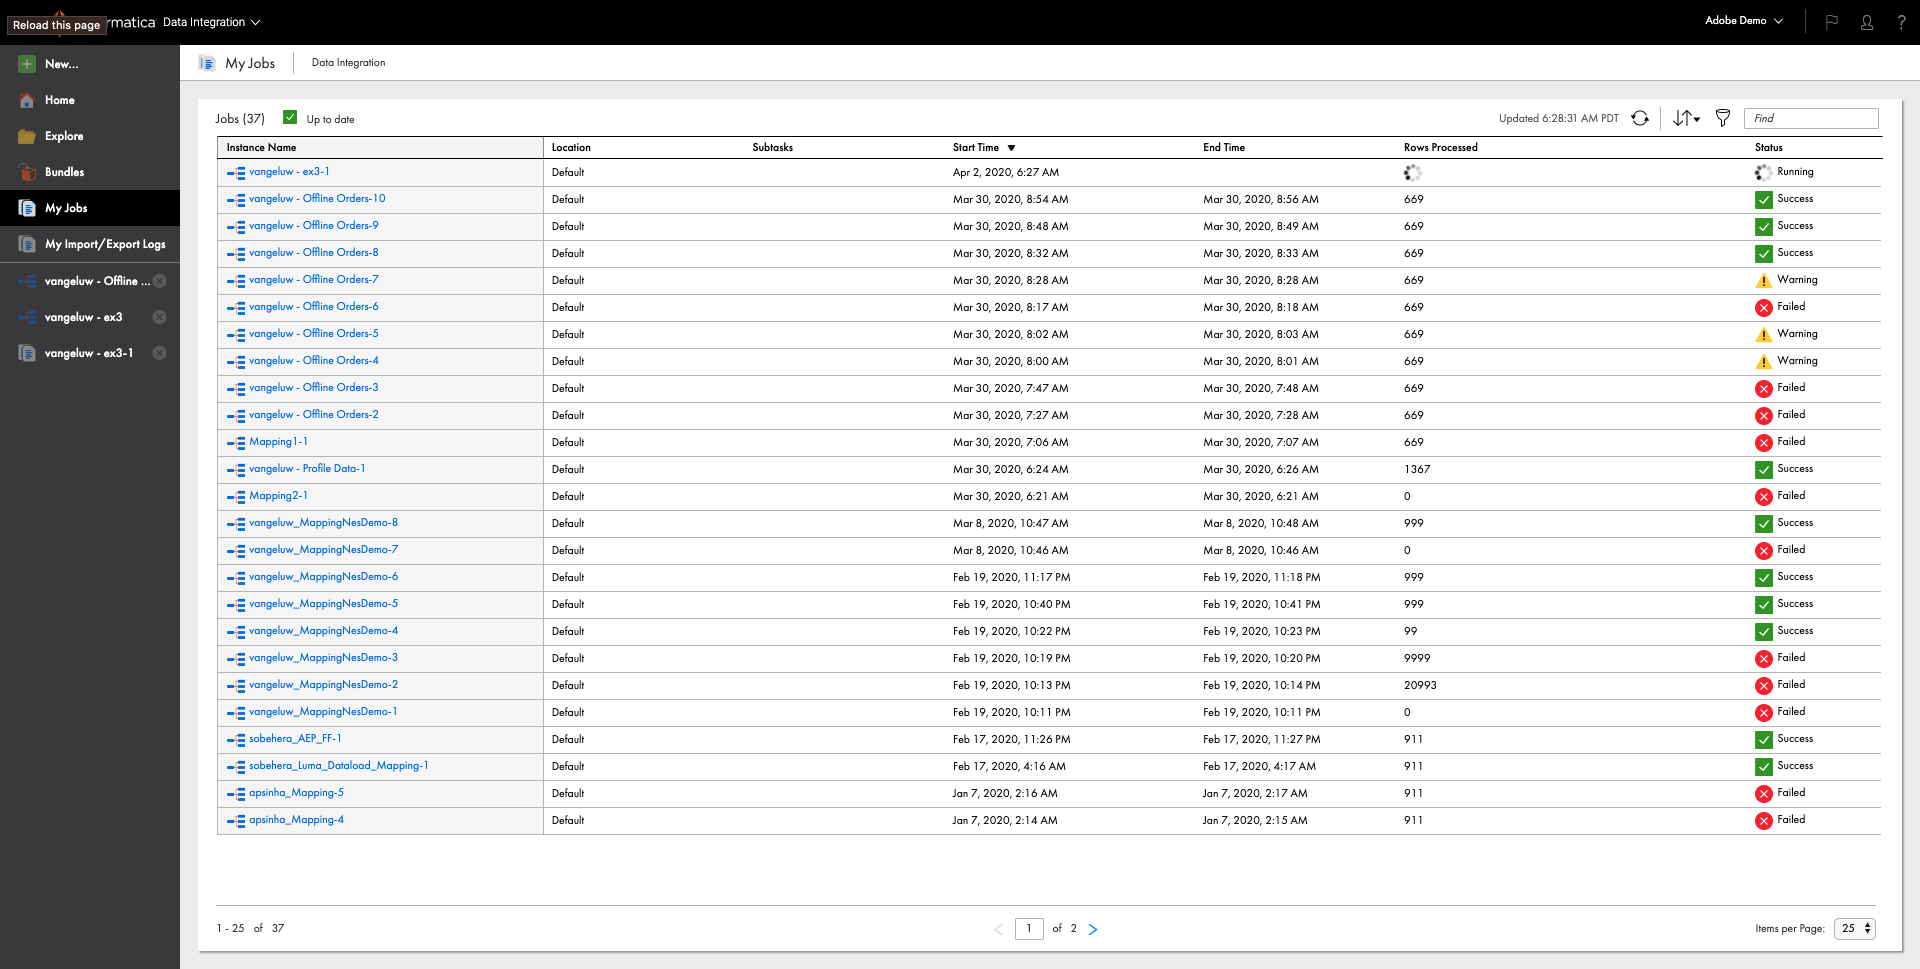 Reload this page
rmatica Data Integration
Adobe Demo
?
New...
Home
Explore
Bundles
My Jobs
My Import/Export Logs
vangeluw - Offline ...
vangeluw - ex3
vangeluw - ex3-1
My Jobs Data Integration
Jobs (37) Up to date
Updated 6:28:31 AM PDT Find
Instance Name Location Subtasks Start Time End Time Rows Processed Status
vangeluw - ex3-1 Default Apr 2, 2020, 6:27 AM Running
vangeluw - Offline Orders-10 Default Mar 30, 2020, 8:54 AM Mar 30, 2020, 8:56 AM 669 Success
vangeluw - Offline Orders-9 Default Mar 30, 2020, 8:48 AM Mar 30, 2020, 8:49 AM 669 Success
vangeluw - Offline Orders-8 Default Mar 30, 2020, 8:32 AM Mar 30, 2020, 8:33 AM 669 Success
vangeluw - Offline Orders-7 Default Mar 30, 2020, 8:28 AM Mar 30, 2020, 8:28 AM 669 Warning
vangeluw - Offline Orders-6 Default Mar 30, 2020, 8:17 AM Mar 30, 2020, 8:18 AM 669 Failed
vangeluw - Offline Orders-5 Default Mar 30, 2020, 8:02 AM Mar 30, 2020, 8:03 AM 669 Warning
vangeluw - Offline Orders-4 Default Mar 30, 2020, 8:00 AM Mar 30, 2020, 8:01 AM 669 Warning
vangeluw - Offline Orders-3 Default Mar 30, 2020, 7:47 AM Mar 30, 2020, 7:48 AM 669 Failed
vangeluw - Offline Orders-2 Default Mar 30, 2020, 7:27 AM Mar 30, 2020, 7:28 AM 669 Failed
Mapping1-1 Default Mar 30, 2020, 7:06 AM Mar 30, 2020, 7:07 AM 669 Failed
vangeluw - Profile Data-1 Default Mar 30, 2020, 6:24 AM Mar 30, 2020, 6:26 AM 1367 Success
Mapping2-1 Default Mar 30, 2020, 6:21 AM Mar 30, 2020, 6:21 AM 0 Failed
vangeluw_MappingNesDemo-8 Default Mar 8, 2020, 10:47 AM Mar 8, 2020, 10:48 AM 999 Success
vangeluw_MappingNesDemo-7 Default Mar 8, 2020, 10:46 AM Mar 8, 2020, 10:46 AM 0 Failed
vangeluw_MappingNesDemo-6 Default Feb 19, 2020, 11:17 PM Feb 19, 2020, 11:18 PM 999 Success
vangeluw_MappingNesDemo-5 Default Feb 19, 2020, 10:40 PM Feb 19, 2020, 10:41 PM 999 Success
vangeluw_MappingNesDemo-4 Default Feb 19, 2020, 10:22 PM Feb 19, 2020, 10:23 PM 99 Success
vangeluw_MappingNesDemo-3 Default Feb 19, 2020, 10:19 PM Feb 19, 2020, 10:20 PM 9999 Failed
vangeluw_MappingNesDemo-2 Default Feb 19, 2020, 10:13 PM Feb 19, 2020, 10:14 PM 20993 Failed
vangeluw_MappingNesDemo-1 Default Feb 19, 2020, 10:11 PM Feb 19, 2020, 10:11 PM 0 Failed
sobehera_AEP_FF-1 Default Feb 17, 2020, 11:26 PM Feb 17, 2020, 11:27 PM 911 Success
sobehera_Luma_Dataload_Mapping-1 Default Feb 17, 2020, 4:16 AM Feb 17, 2020, 4:17 AM 911 Success
apsinha_Mapping-5 Default Jan 7, 2020, 2:16 AM Jan 7, 2020, 2:17 AM 911 Failed
apsinha_Mapping-4 Default Jan 7, 2020, 2:14 AM Jan 7, 2020, 2:15 AM 911 Failed
1 - 25 of 37 1 of 2 Items per Page: 25